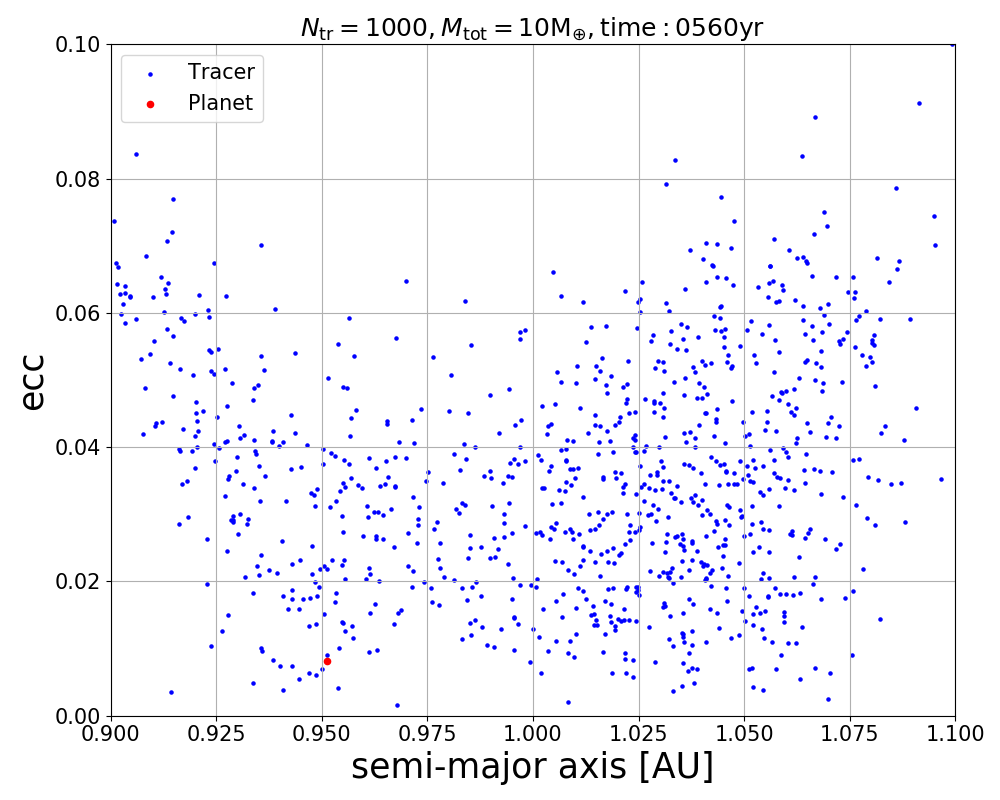 N_tr = 1000, M_tot = 10M_⊕, time : 0560yr
Tracer
Planet
0.10
0.08
0.06
0.04
0.02
0.00
ecc
0.900 0.925 0.950 0.975 1.000 1.025 1.050 1.075 1.100
semi-major axis [AU]